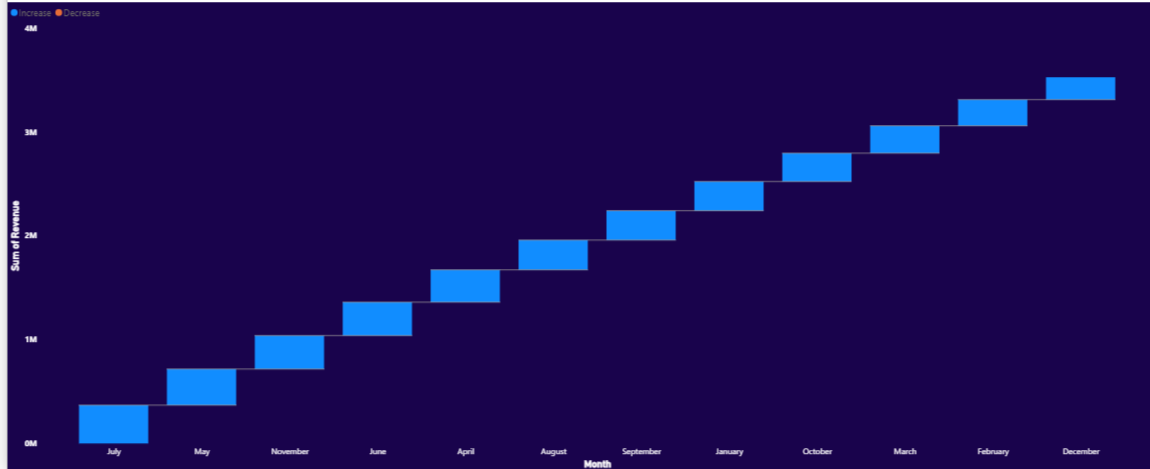 Increase Decrease
4M
3M
2M
1M
0M
Sum of Revenue
July May November June April August September January October March February December
Month